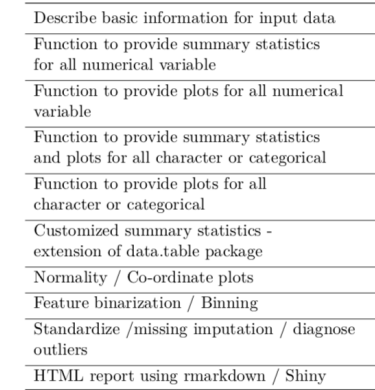 Describe basic information for input data
Function to provide summary statistics
for all numerical variable
Function to provide plots for all numerical
variable
Function to provide summary statistics
and plots for all character or categorical
Function to provide plots for all
character or categorical
Customized summary statistics -
extension of data.table package
Normality / Co-ordinate plots
Feature binarization / Binning
Standardize /missing imputation / diagnose
outliers
HTML report using rmarkdown / Shiny